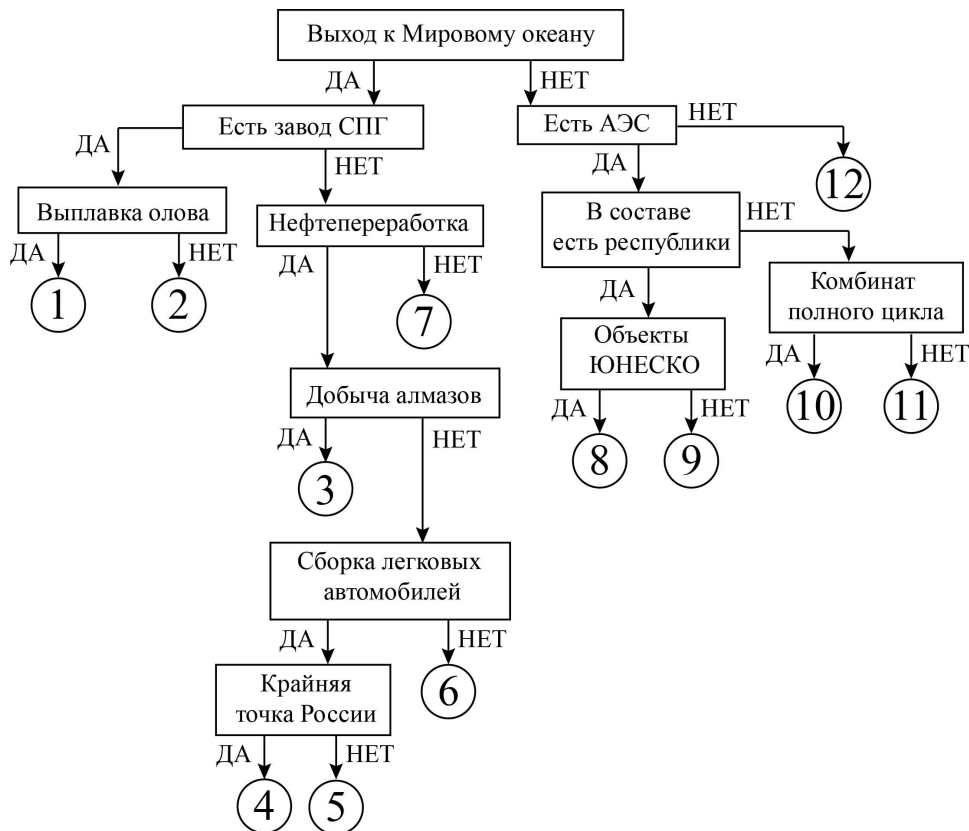 Выход к Мировому океану
ДА
НЕТ
Есть завод СПГ
Есть АЭС
НЕТ
ДА
НЕТ
ДА
12
Выплавка олова
Нефтепереработка
В составе
есть республики
НЕТ
ДА
НЕТ
ДА
НЕТ
ДА
Комбинат
полного цикла
1
2
7
Объекты
ЮНЕСКО
ДА
НЕТ
Добыча алмазов
ДА
НЕТ
10
11
ДА
НЕТ
8
9
3
Сборка легковых
автомобилей
ДА
НЕТ
Крайняя
точка России
6
ДА
НЕТ
4
5